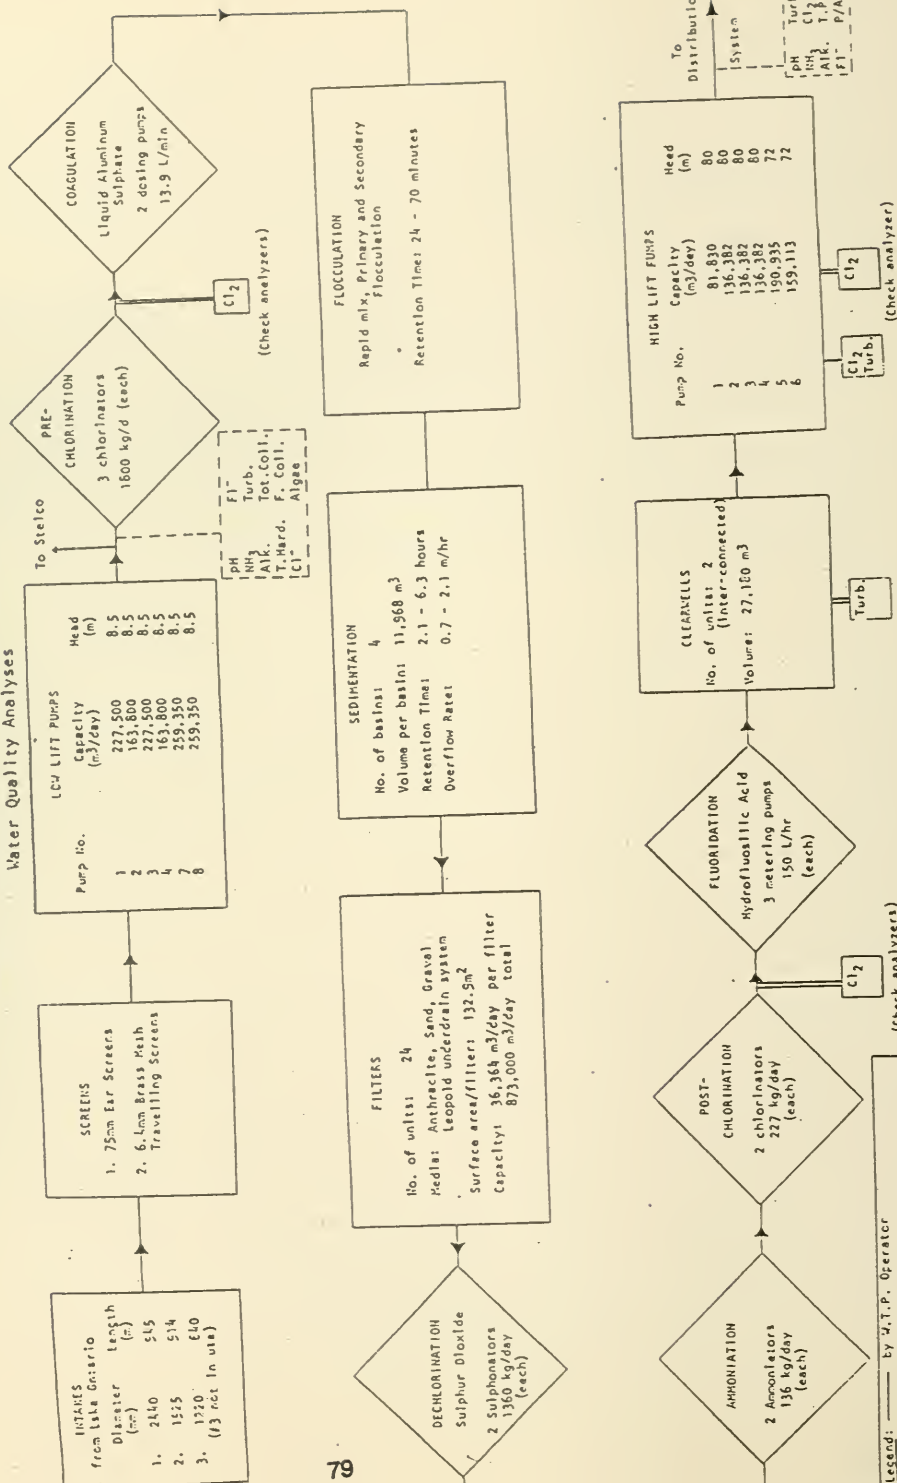 Water Quality Analyses
INTAKES
from Lake Ontario
Diameter Length
(mm) (m)
1. 2440 945
2. 1525 914
3. 1220 640
(#3 not in use)
SCREENS
1. 75mm Bar Screens
2. 6.4mm Brass Mesh
Travelling Screens
LOW LIFT PUMPS
Pump No. Capacity Head
(m3/day) (m)
1 227,500 8.5
2 163,800 8.5
3 227,500 8.5
4 163,800 8.5
7 259,350 8.5
8 259,350 8.5
To Stelco
pH Fl-
NH3 Turb.
Alk. Tot.Coli.
T.Hard. F. Coli.
Cl- Algae
PRE-
CHLORINATION
3 chlorinators
1800 kg/d (each)
Cl2
(Check analyzers)
COAGULATION
Liquid Aluminum
Sulphate
2 dosing pumps
13.9 L/min
FLOCCULATION
Rapid mix, Primary and Secondary
Flocculation
Retention Time: 24 - 70 minutes
SEDIMENTATION
No. of basins: 4
Volume per basin: 11,968 m3
Retention Time: 2.1 - 6.3 hours
Overflow Rate: 0.7 - 2.1 m/hr
FILTERS
No. of units: 24
Media: Anthracite, Sand, Gravel
Leopold underdrain system
Surface area/filter: 132.5m2
Capacity: 36,364 m3/day per filter
873,000 m3/day total
DECHLORINATION
Sulphur Dioxide
2 Sulphonators
1360 kg/day
(each)
AMMONIATION
2 Ammoniators
136 kg/day
(each)
POST-
CHLORINATION
2 chlorinators
227 kg/day
(each)
Cl2
(Check analyzers)
FLUORIDATION
Hydrofluosilic Acid
3 metering pumps
150 L/hr
(each)
CLEARWELLS
No. of units: 2
(Inter-connected)
Volume: 27,180 m3
Turb.
HIGH LIFT PUMPS
Pump No. Capacity Head
(m3/day) (m)
1 81,830 80
2 136,382 80
3 136,382 80
4 136,382 80
5 190,935 72
6 159,113 72
Cl2
Turb.
Cl2
(Check analyzer)
To
Distributio
System
pH Turb
NH3 Cl2
Alk. T.P
Fl- P/A
Legend: by W.T.P. Operator
79